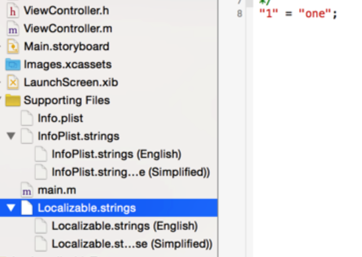 ViewController.h
ViewController.m
Main.storyboard
Images.xcassets
LaunchScreen.xib
Supporting Files
Info.plist
InfoPlist.strings
InfoPlist.strings (English)
InfoPlist.string...e (Simplified))
main.m
Localizable.strings
Localizable.strings (English)
Localizable.st...se (Simplified))
7 */
8 "1" = "one";